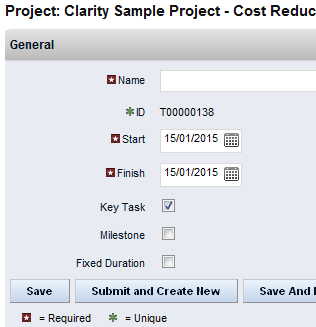 Project: Clarity Sample Project - Cost Reduc
General
Name
ID T00000138
Start 15/01/2015
Finish 15/01/2015
Key Task
Milestone
Fixed Duration
Save Submit and Create New Save And
= Required = Unique